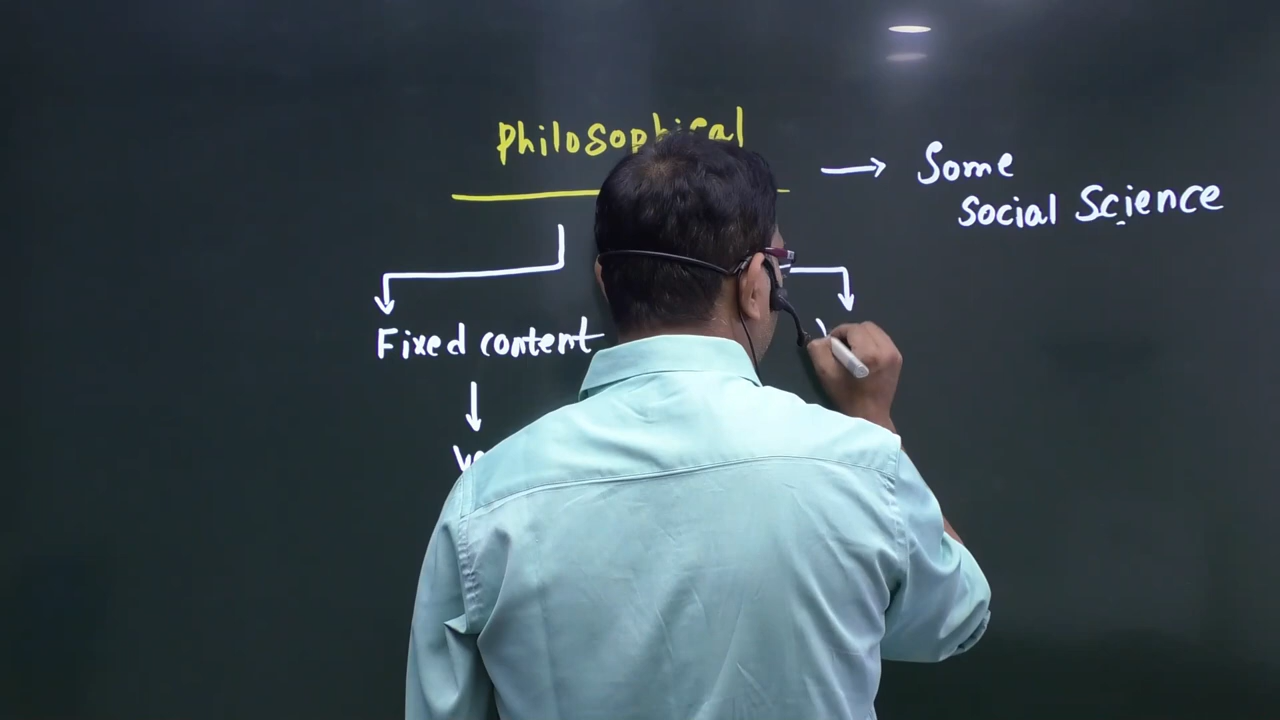 Philosophical
Some
Social Science
Fixed content